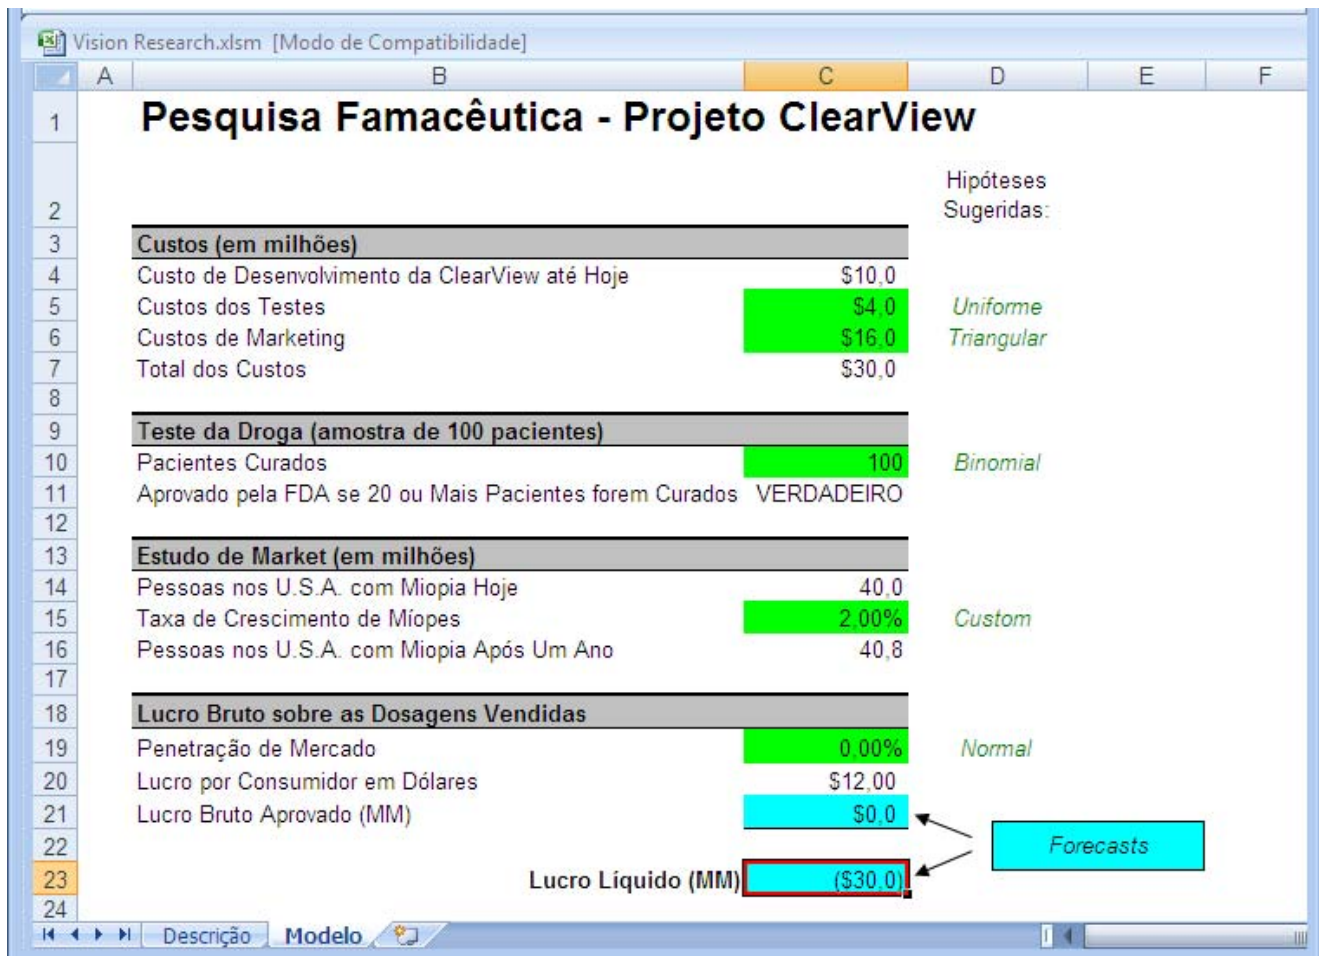 Vision Research.xlsm [Modo de Compatibilidade]
A B C D E F
1 Pesquisa Famacêutica - Projeto ClearView
2 Hipóteses Sugeridas:
3 Custos (em milhões)
4 Custo de Desenvolvimento da ClearView até Hoje $10,0
5 Custos dos Testes $4,0 Uniforme
6 Custos de Marketing $16,0 Triangular
7 Total dos Custos $30,0
8
9 Teste da Droga (amostra de 100 pacientes)
10 Pacientes Curados 100 Binomial
11 Aprovado pela FDA se 20 ou Mais Pacientes forem Curados VERDADEIRO
12
13 Estudo de Market (em milhões)
14 Pessoas nos U.S.A. com Miopia Hoje 40,0
15 Taxa de Crescimento de Míopes 2,00% Custom
16 Pessoas nos U.S.A. com Miopia Após Um Ano 40,8
17
18 Lucro Bruto sobre as Dosagens Vendidas
19 Penetração de Mercado 0,00% Normal
20 Lucro por Consumidor em Dólares $12,00
21 Lucro Bruto Aprovado (MM) $0,0
22 Forecasts
23 Lucro Líquido (MM) ($30,0)
24
Descrição Modelo